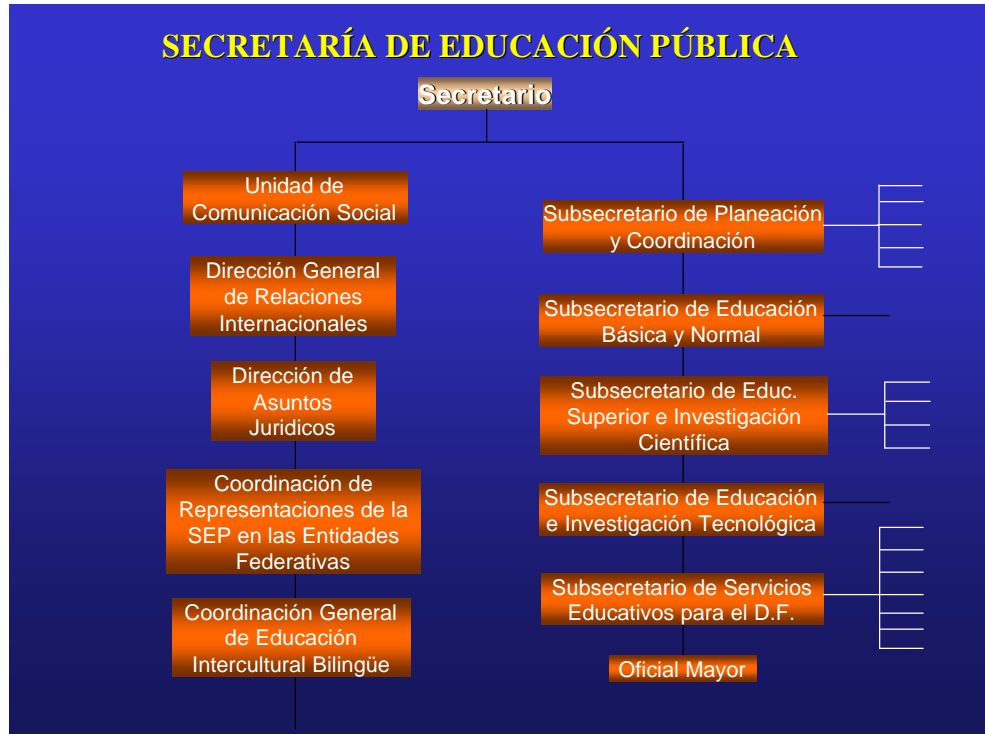 SECRETARÍA DE EDUCACIÓN PÚBLICA
Secretario
Unidad de
Comunicación Social
Dirección General
de Relaciones
Internacionales
Dirección de
Asuntos
Juridicos
Coordinación de
Representaciones de la
SEP en las Entidades
Federativas
Coordinación General
de Educación
Intercultural Bilingüe
Subsecretario de Planeación
y Coordinación
Subsecretario de Educación
Básica y Normal
Subsecretario de Educ.
Superior e Investigación
Científica
Subsecretario de Educación
e Investigación Tecnológica
Subsecretario de Servicios
Educativos para el D.F.
Oficial Mayor